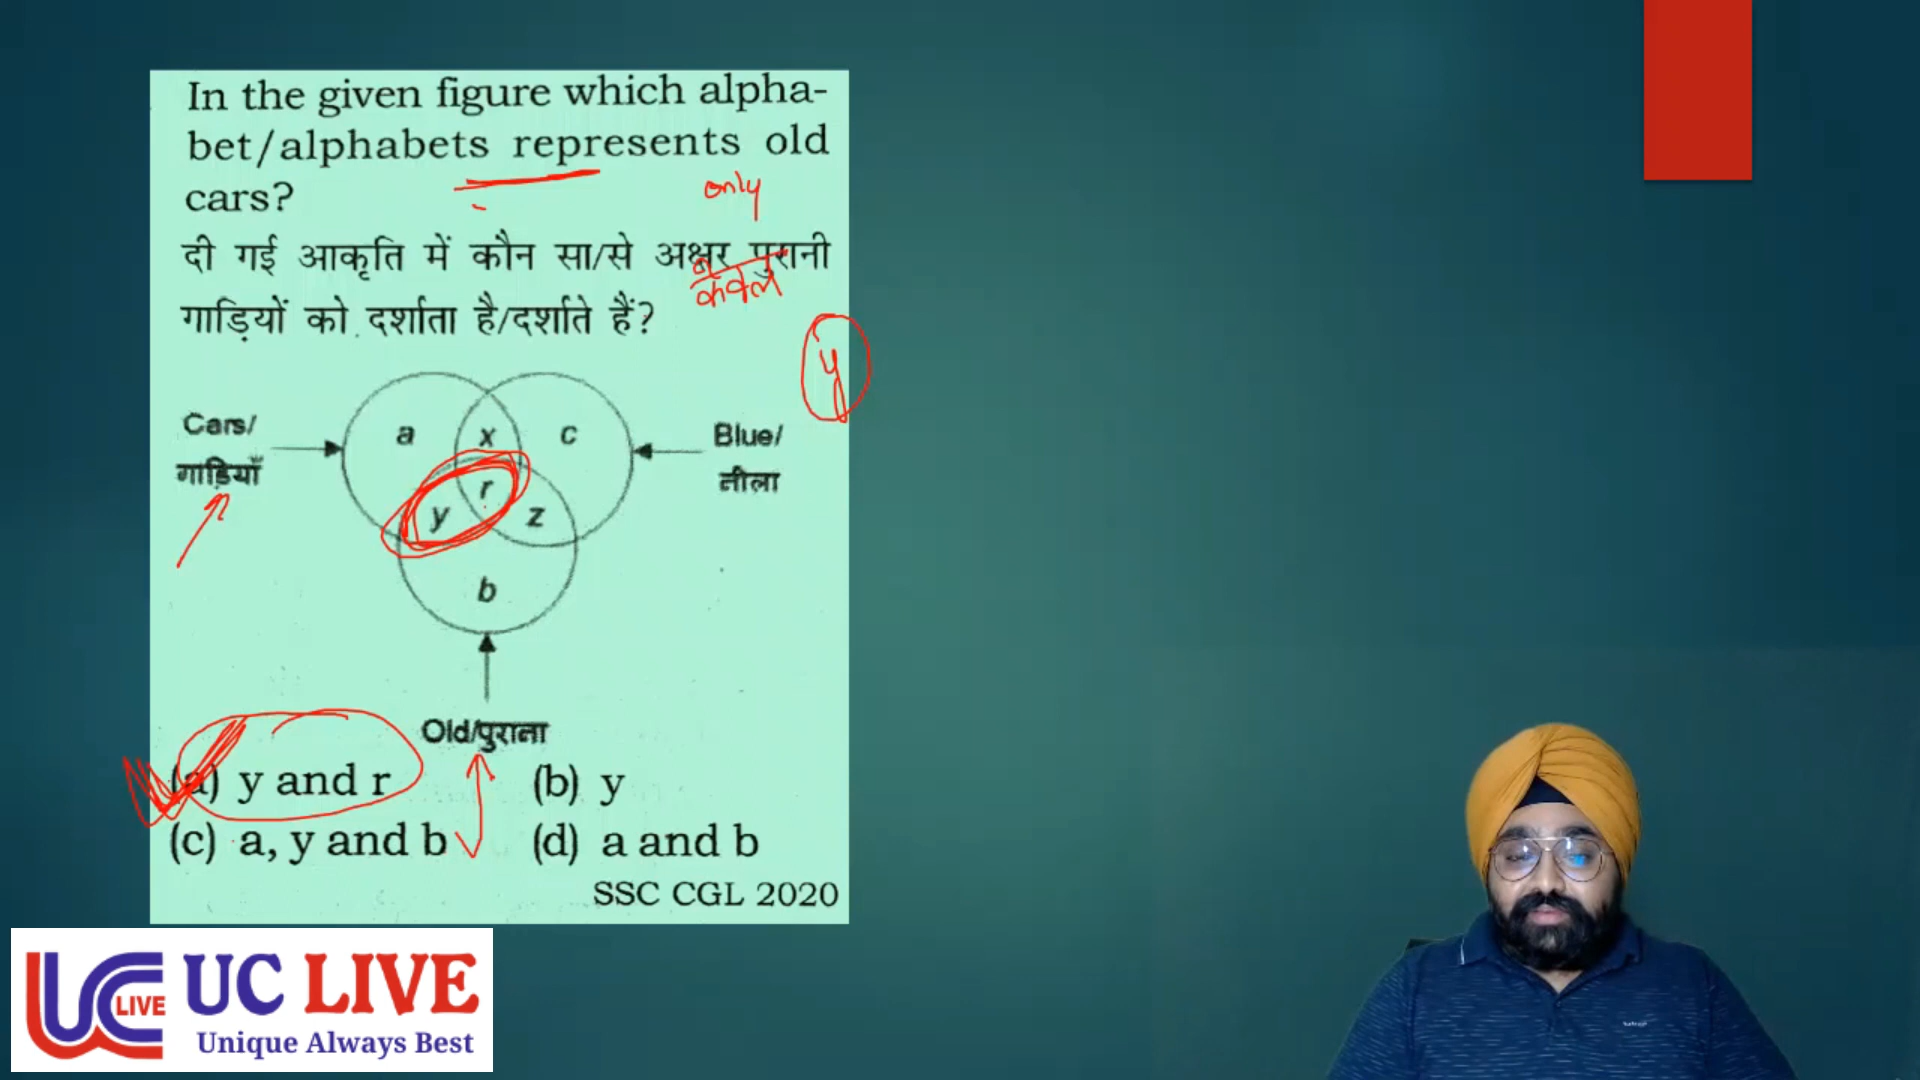 In the given figure which alpha-
bet/alphabets represents old
cars?
only
दी गई आकृति में कौन सा/से अक्षर पुरानी
केवल
गाड़ियों को दर्शाता है/दर्शाते हैं?
y
Cars/
गाड़ियाँ
a
x
c
Blue/
नीला
r
y
z
b
Old/पुराना
(a) y and r
(b) y
(c) a, y and b
(d) a and b
SSC CGL 2020
UC LIVE
LIVE
Unique Always Best